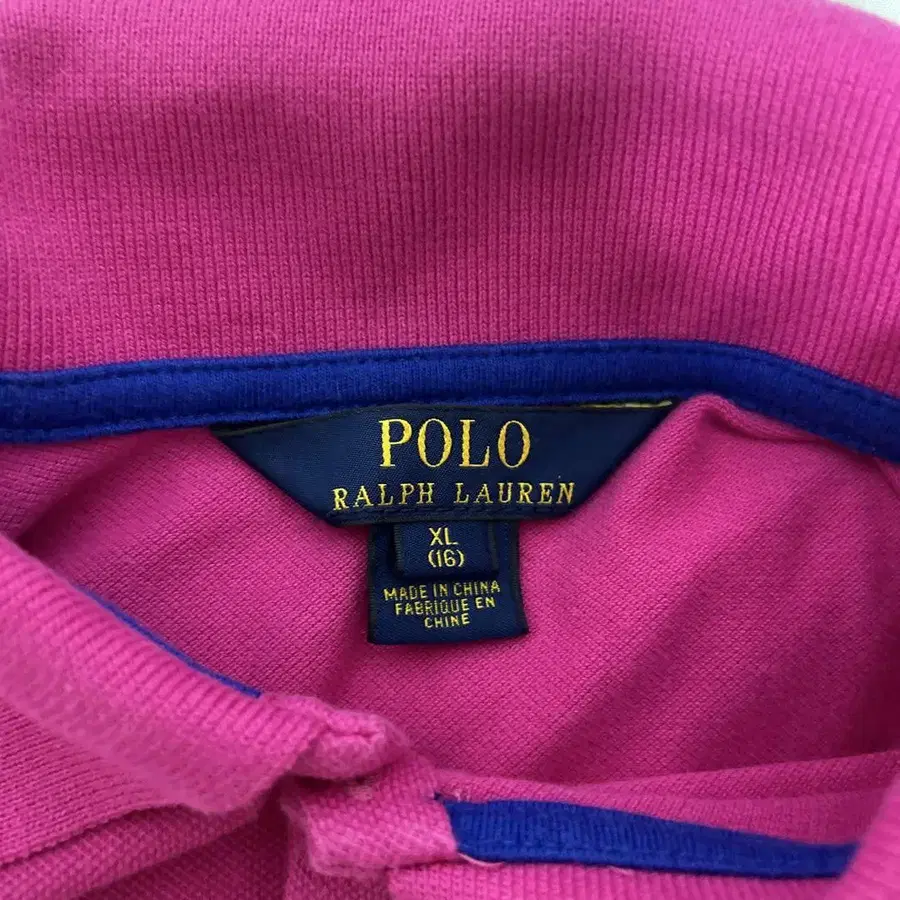 POLO
RALPH LAUREN
XL
(16)
MADE IN CHINA
FABRIQUE EN
CHINE